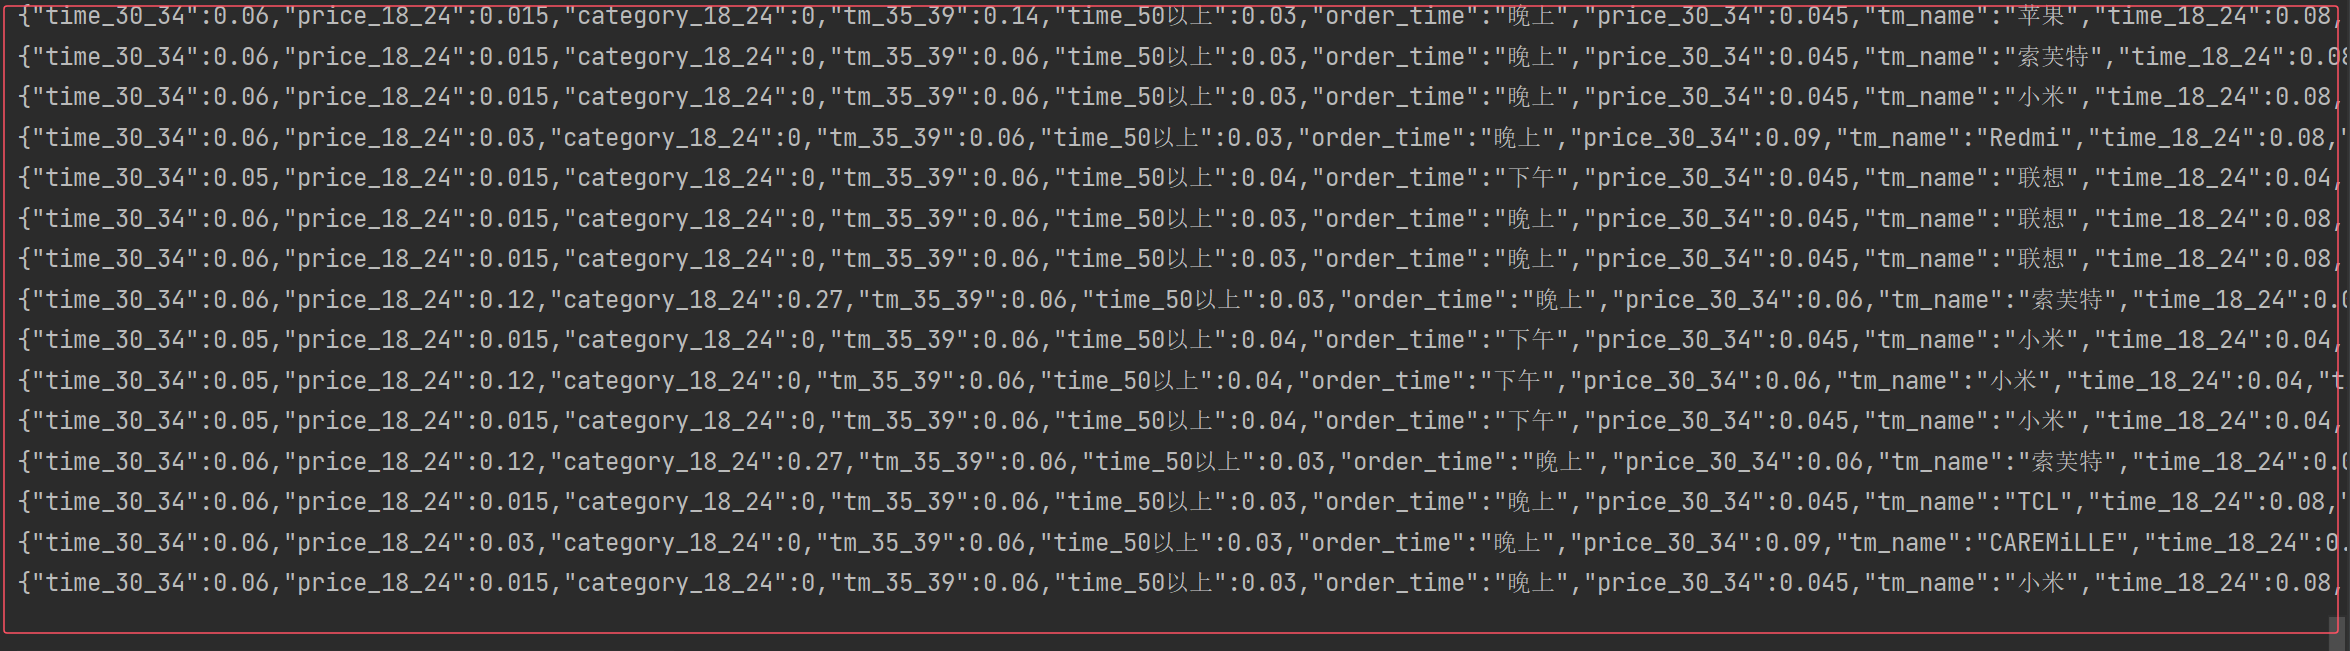 {"time_30_34":0.06,"price_18_24":0.015,"category_18_24":0,"tm_35_39":0.14,"time_50以上":0.03,"order_time":"晚上","price_30_34":0.045,"tm_name":"苹果","time_18_24":0.08,
{"time_30_34":0.06,"price_18_24":0.015,"category_18_24":0,"tm_35_39":0.06,"time_50以上":0.03,"order_time":"晚上","price_30_34":0.045,"tm_name":"索芙特","time_18_24":0.08
{"time_30_34":0.06,"price_18_24":0.015,"category_18_24":0,"tm_35_39":0.06,"time_50以上":0.03,"order_time":"晚上","price_30_34":0.045,"tm_name":"小米","time_18_24":0.08,
{"time_30_34":0.06,"price_18_24":0.03,"category_18_24":0,"tm_35_39":0.06,"time_50以上":0.03,"order_time":"晚上","price_30_34":0.09,"tm_name":"Redmi","time_18_24":0.08,"
{"time_30_34":0.05,"price_18_24":0.015,"category_18_24":0,"tm_35_39":0.06,"time_50以上":0.04,"order_time":"下午","price_30_34":0.045,"tm_name":"联想","time_18_24":0.04,
{"time_30_34":0.06,"price_18_24":0.015,"category_18_24":0,"tm_35_39":0.06,"time_50以上":0.03,"order_time":"晚上","price_30_34":0.045,"tm_name":"联想","time_18_24":0.08,
{"time_30_34":0.06,"price_18_24":0.015,"category_18_24":0,"tm_35_39":0.06,"time_50以上":0.03,"order_time":"晚上","price_30_34":0.045,"tm_name":"联想","time_18_24":0.08,
{"time_30_34":0.06,"price_18_24":0.12,"category_18_24":0.27,"tm_35_39":0.06,"time_50以上":0.03,"order_time":"晚上","price_30_34":0.06,"tm_name":"索芙特","time_18_24":0.0
{"time_30_34":0.05,"price_18_24":0.015,"category_18_24":0,"tm_35_39":0.06,"time_50以上":0.04,"order_time":"下午","price_30_34":0.045,"tm_name":"小米","time_18_24":0.04,
{"time_30_34":0.05,"price_18_24":0.12,"category_18_24":0,"tm_35_39":0.06,"time_50以上":0.04,"order_time":"下午","price_30_34":0.06,"tm_name":"小米","time_18_24":0.04,"t
{"time_30_34":0.05,"price_18_24":0.015,"category_18_24":0,"tm_35_39":0.06,"time_50以上":0.04,"order_time":"下午","price_30_34":0.045,"tm_name":"小米","time_18_24":0.04,
{"time_30_34":0.06,"price_18_24":0.12,"category_18_24":0.27,"tm_35_39":0.06,"time_50以上":0.03,"order_time":"晚上","price_30_34":0.06,"tm_name":"索芙特","time_18_24":0.0
{"time_30_34":0.06,"price_18_24":0.015,"category_18_24":0,"tm_35_39":0.06,"time_50以上":0.03,"order_time":"晚上","price_30_34":0.045,"tm_name":"TCL","time_18_24":0.08,"
{"time_30_34":0.06,"price_18_24":0.03,"category_18_24":0,"tm_35_39":0.06,"time_50以上":0.03,"order_time":"晚上","price_30_34":0.09,"tm_name":"CAREMiLLE","time_18_24":0.
{"time_30_34":0.06,"price_18_24":0.015,"category_18_24":0,"tm_35_39":0.06,"time_50以上":0.03,"order_time":"晚上","price_30_34":0.045,"tm_name":"小米","time_18_24":0.08,